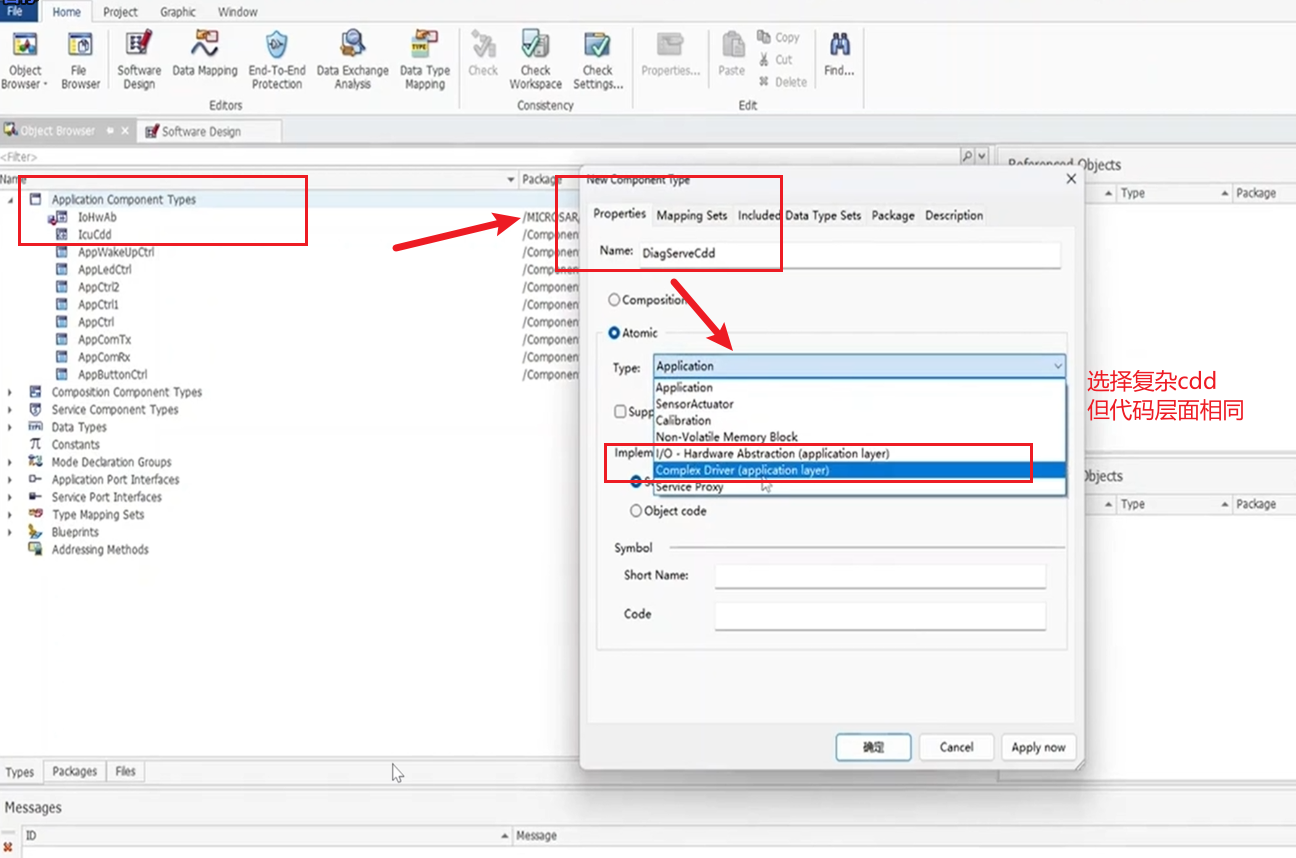 File Home Project Graphic Window
Object Browser
File Browser
Software Design
Data Mapping
End-To-End Protection
Data Exchange Analysis
Data Type Mapping
Editors
Check
Check Workspace
Check Settings...
Consistency
Properties...
Paste
Copy
Cut
Delete
Edit
Find...
Object Browser
Software Design
<Filter>
Name
Package
Application Component Types
IoHwAb
/MICROSAR
IcuCdd
/Componen
AppWakeUpCtrl
/Componen
AppLedCtrl
/Componen
AppCtrl2
/Componen
AppCtrl1
/Componen
AppCtrl
/Componen
AppComTx
/Componen
AppComRx
/Componen
AppButtonCtrl
/Componen
Composition Component Types
Service Component Types
Data Types
Constants
Mode Declaration Groups
Application Port Interfaces
Service Port Interfaces
Type Mapping Sets
Blueprints
Addressing Methods
Types Packages Files
Messages
ID
Message
New Component Type
Properties Mapping Sets Included Data Type Sets Package Description
Name: DiagServeCdd
Composition
Atomic
Type: Application
Application
SensorActuator
Calibration
Non-Volatile Memory Block
I/O - Hardware Abstraction (application layer)
Complex Driver (application layer)
Service Proxy
Supp
Implem
Object code
Symbol
Short Name:
Code
确定 Cancel Apply now
Referenced Objects
Type
Package
选择复杂cdd
但代码层面相同
Objects
Type
Package